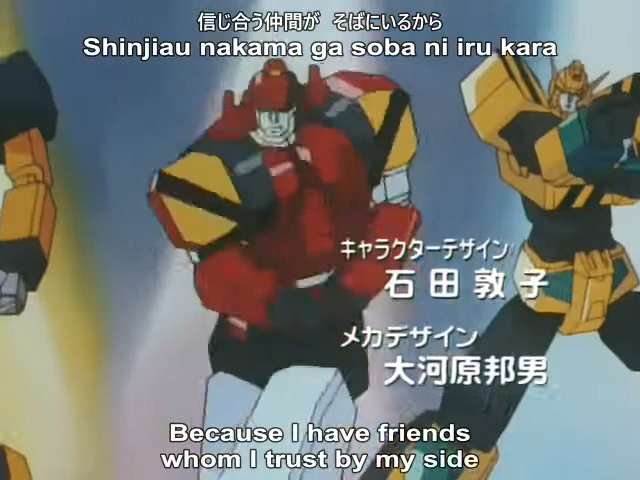 信じ合う仲間が そばにいるから
Shinjiau nakama ga soba ni iru kara
キャラクターデザイン
石田敦子
メカデザイン
大河原邦男
Because I have friends
whom I trust by my side